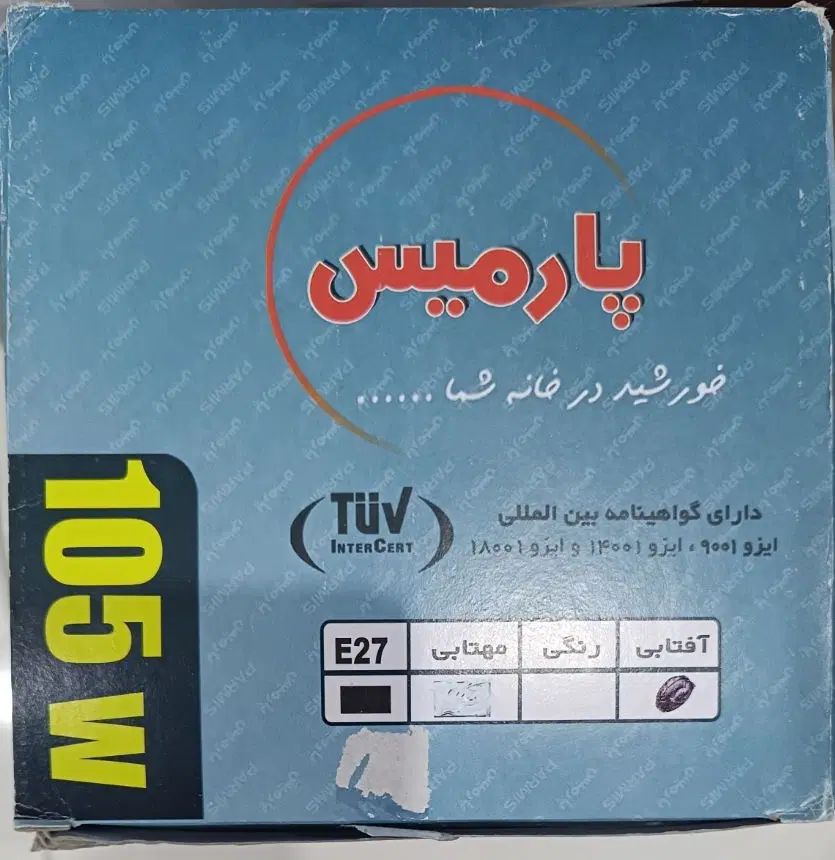 پارمیس
خورشید در خانه شما ......
TÜV
INTERCERT
دارای گواهینامه بین المللی
ایزو ۹۰۰۱ ، ایزو ۱۴۰۰۱ و ایزو ۱۸۰۰۱
آفتابی رنگی مهتابی E27
105 W